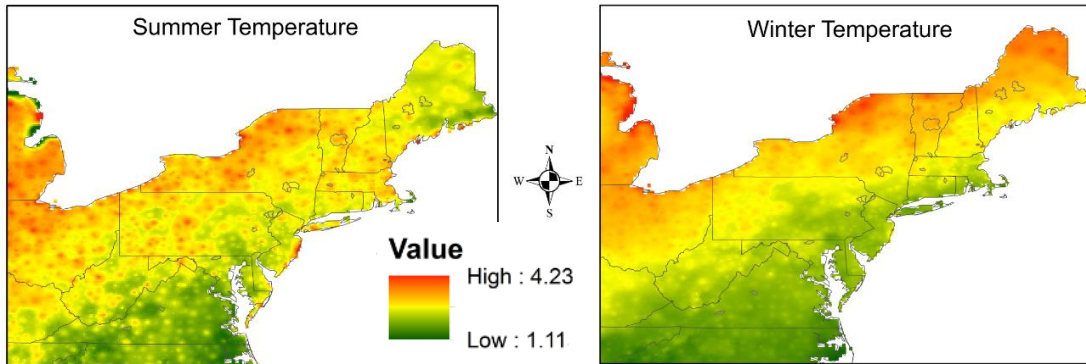 Summer Temperature
Winter Temperature
N
W E
S
Value
High : 4.23
Low : 1.11